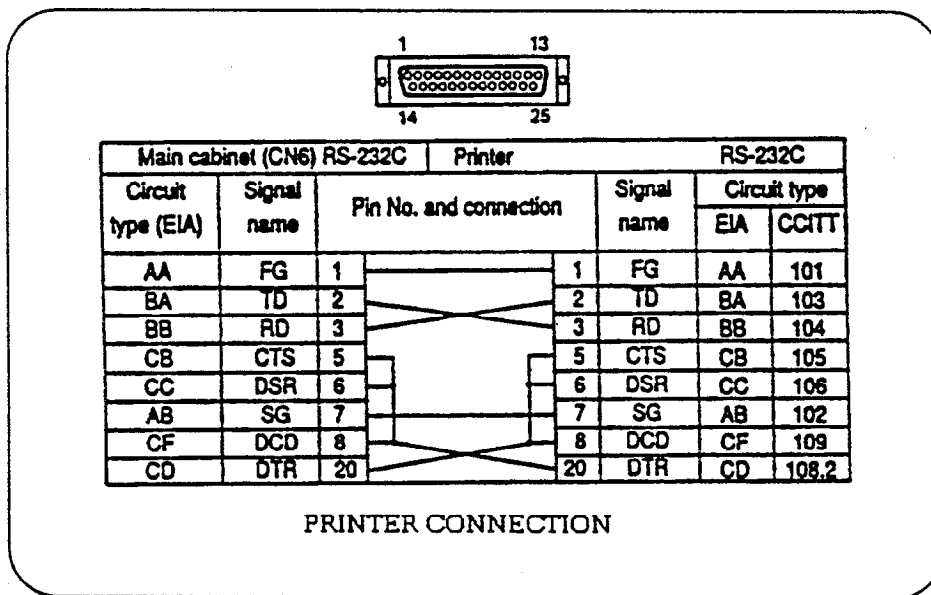 1 13
14 25
Main cabinet (CN6) RS-232C Printer RS-232C
Circuit type (EIA) Signal name Pin No. and connection Signal name Circuit type
EIA CCITT
AA FG 1 1 FG AA 101
BA TD 2 2 TD BA 103
BB RD 3 3 RD BB 104
CB CTS 5 5 CTS CB 105
CC DSR 6 6 DSR CC 106
AB SG 7 7 SG AB 102
CF DCD 8 8 DCD CF 109
CD DTR 20 20 DTR CD 108.2
PRINTER CONNECTION